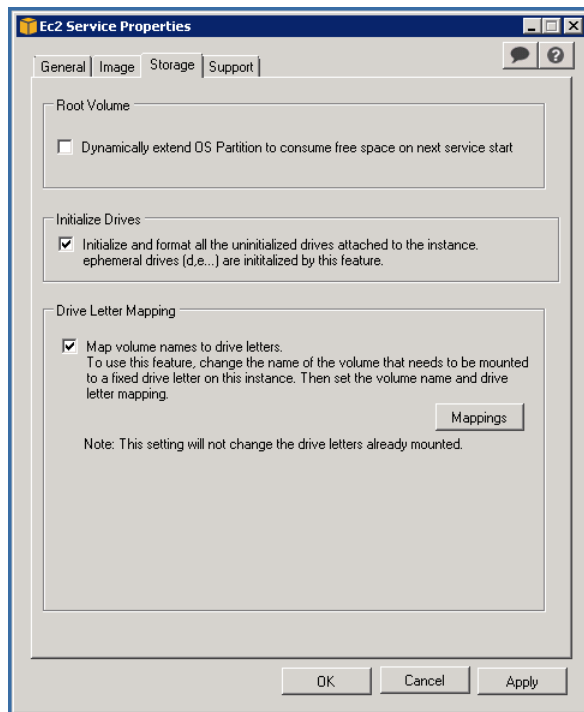 Ec2 Service Properties
General
Image
Storage
Support
Root Volume
Dynamically extend OS Partition to consume free space on next service start
Initialize Drives
Initialize and format all the uninitialized drives attached to the instance.
ephemeral drives (d,e...) are inititalized by this feature.
Drive Letter Mapping
Map volume names to drive letters.
To use this feature, change the name of the volume that needs to be mounted
to a fixed drive letter on this instance. Then set the volume name and drive
letter mapping.
Mappings
Note: This setting will not change the drive letters already mounted.
OK
Cancel
Apply